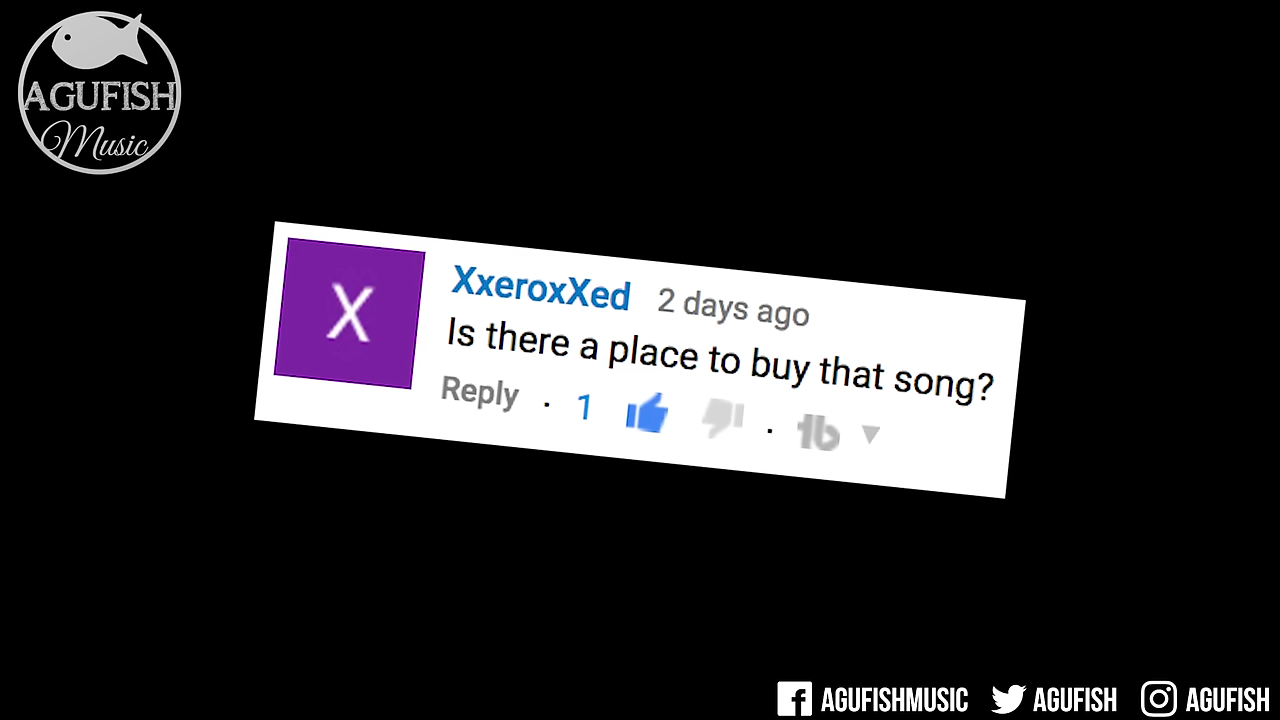 AGUFISH
Music
X
XxeroxXed 2 days ago
Is there a place to buy that song?
Reply · 1 ·
AGUFISHMUSIC AGUFISH AGUFISH